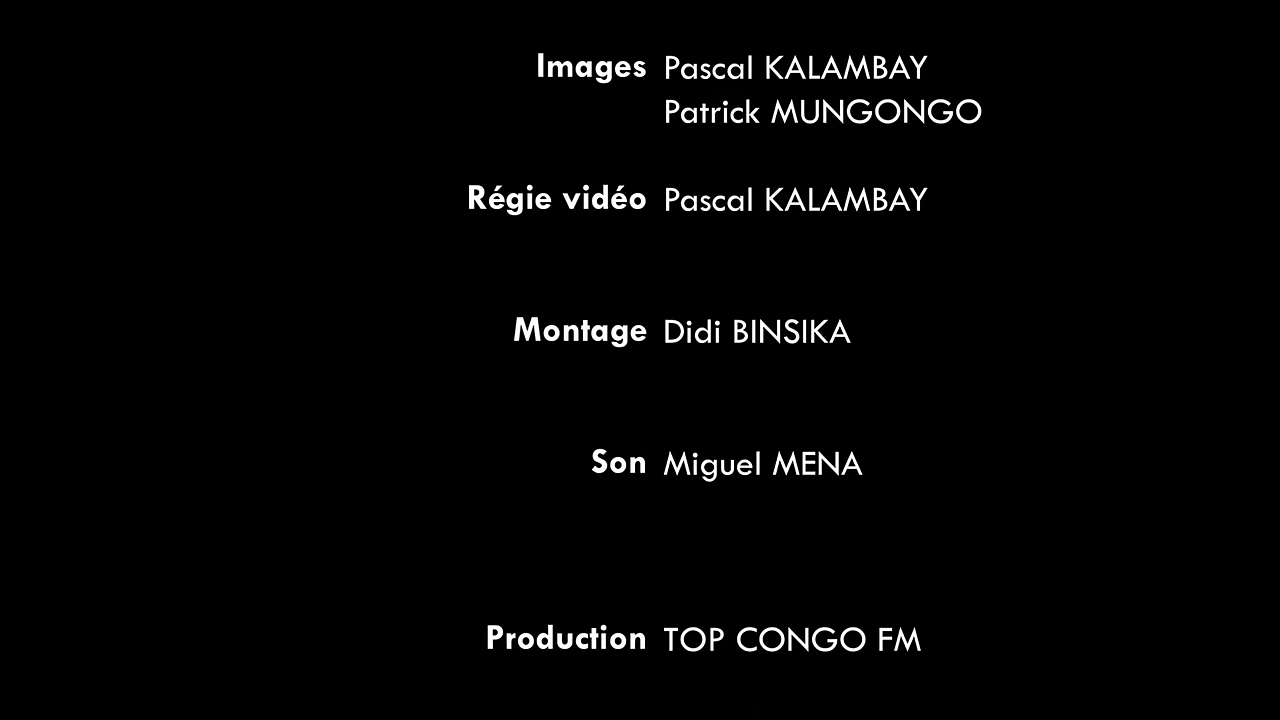 Images Pascal KALAMBAY
Patrick MUNGONGO
Régie vidéo Pascal KALAMBAY
Montage Didi BINSIKA
Son Miguel MENA
Production TOP CONGO FM